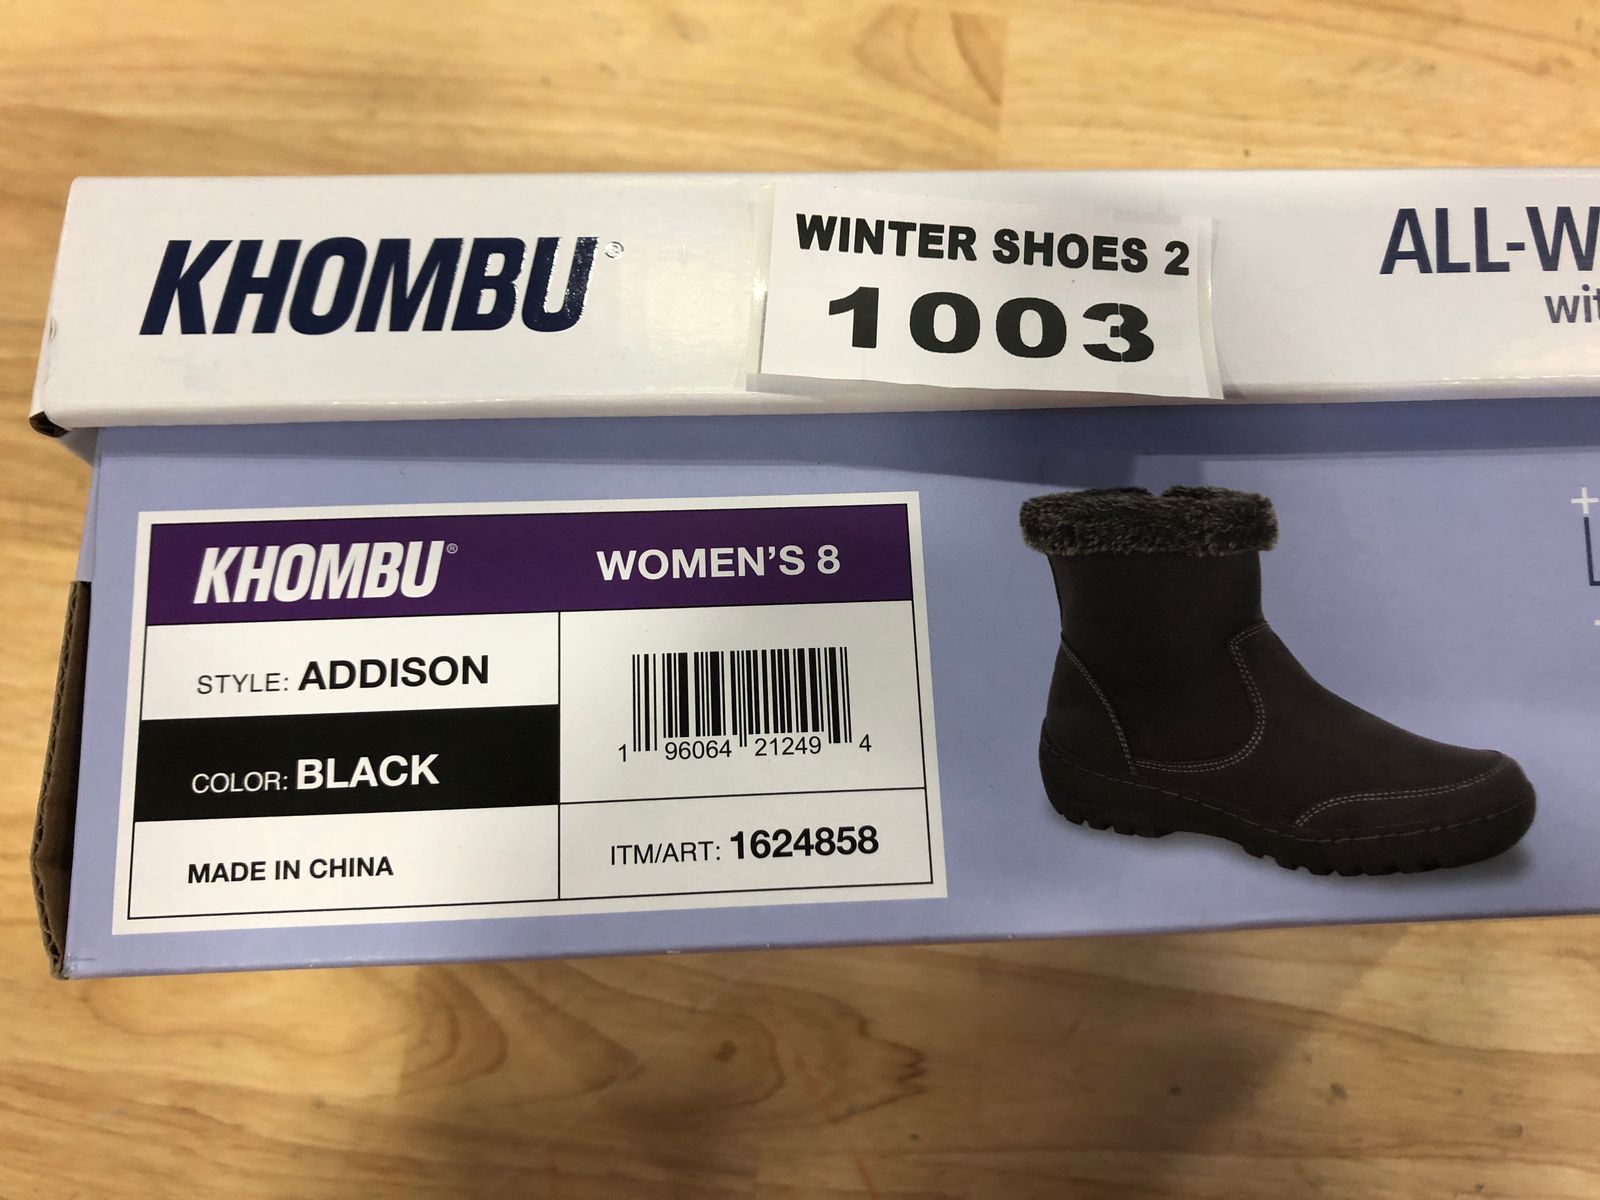 KHOMBU®
WINTER SHOES 2
1003
KHOMBU®
WOMEN'S 8
STYLE: ADDISON
COLOR: BLACK
MADE IN CHINA
1 96064 21249 4
ITM/ART: 1624858